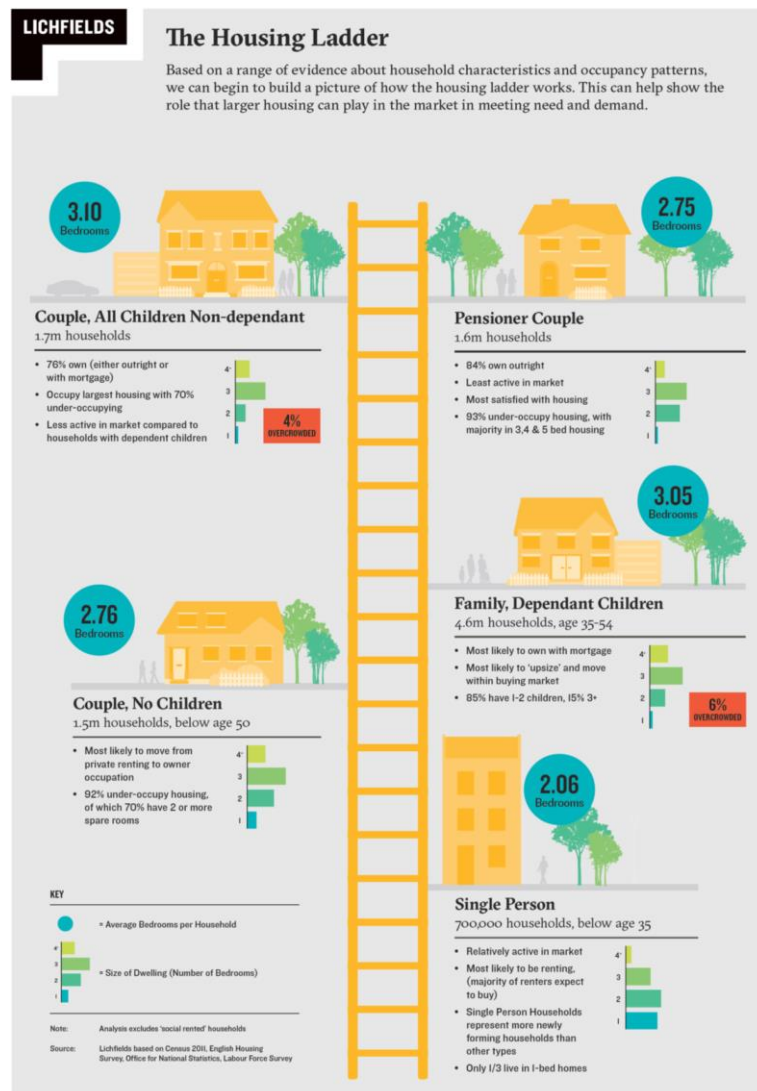 LICHFIELDS
The Housing Ladder
Based on a range of evidence about household characteristics and occupancy patterns,
we can begin to build a picture of how the housing ladder works. This can help show the
role that larger housing can play in the market in meeting need and demand.
3.10
Bedrooms
Couple, All Children Non-dependant
1.7m households
• 76% own (either outright or
with mortgage)
• Occupy largest housing with 70%
under-occupying
• Less active in market compared to
households with dependent children
4+
3
2
1
4%
OVERCROWDED
2.75
Bedrooms
Pensioner Couple
1.6m households
• 84% own outright
• Least active in market
• Most satisfied with housing
• 93% under-occupy housing, with
majority in 3,4 & 5 bed housing
4+
3
2
1
3.05
Bedrooms
Family, Dependant Children
4.6m households, age 35-54
• Most likely to own with mortgage
• Most likely to 'upsize' and move
within buying market
• 85% have 1-2 children, 15% 3+
4+
3
2
1
6%
OVERCROWDED
2.76
Bedrooms
Couple, No Children
1.5m households, below age 50
• Most likely to move from
private renting to owner
occupation
• 92% under-occupy housing,
of which 70% have 2 or more
spare rooms
4+
3
2
1
2.06
Bedrooms
Single Person
700,000 households, below age 35
• Relatively active in market
• Most likely to be renting,
(majority of renters expect
to buy)
• Single Person Households
represent more newly
forming households than
other types
• Only 1/3 live in 1-bed homes
4+
3
2
1
KEY
= Average Bedrooms per Household
4+
3
2
1
= Size of Dwelling (Number of Bedrooms)
Note: Analysis excludes 'social rented' households
Source: Lichfields based on Census 2011, English Housing
Survey, Office for National Statistics, Labour Force Survey